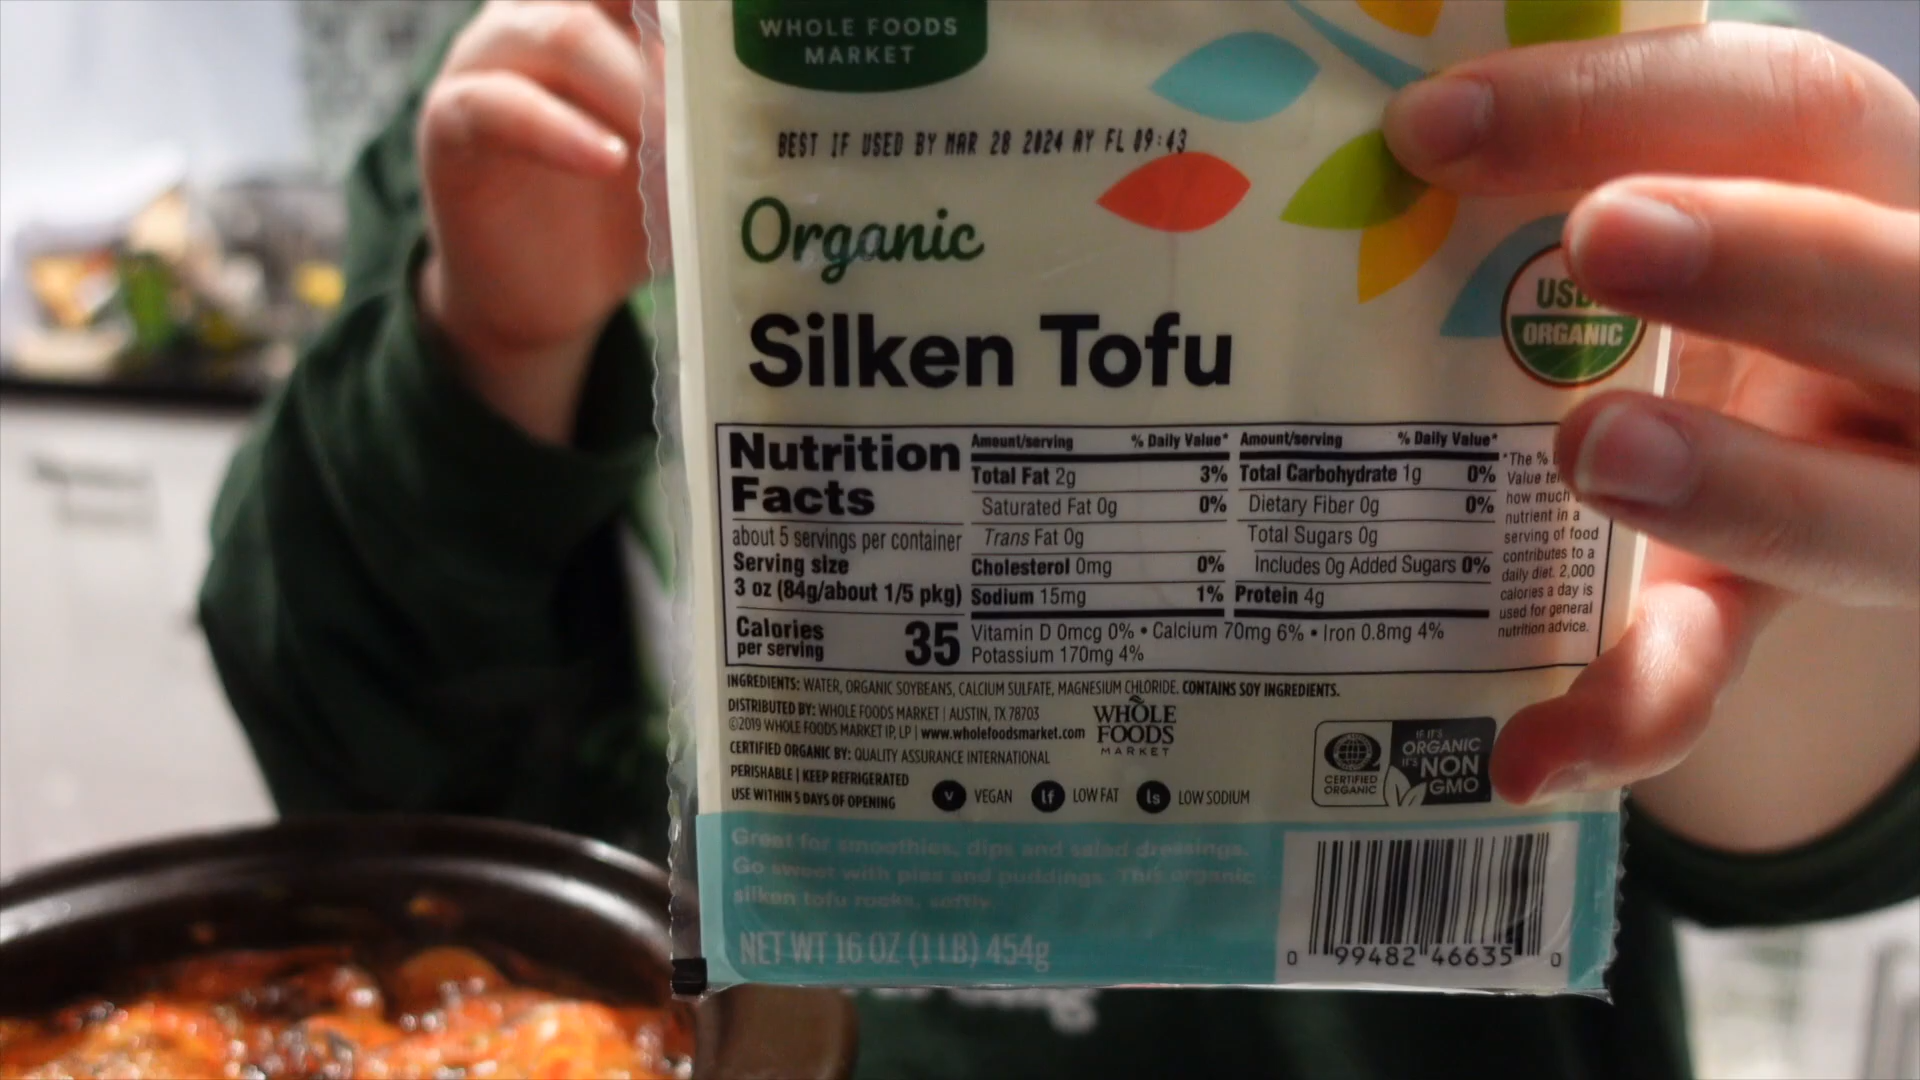 WHOLE FOODS
MARKET
BEST IF USED BY MAR 28 2024 AY FL 09:43
Organic
Silken Tofu
USD
ORGANIC
Nutrition
Facts
about 5 servings per container
Serving size
3 oz (84g/about 1/5 pkg)
Calories
per serving
35
Amount/serving % Daily Value*
Total Fat 2g 3%
Saturated Fat 0g 0%
Trans Fat 0g
Cholesterol 0mg 0%
Sodium 15mg 1%
Amount/serving % Daily Value*
Total Carbohydrate 1g 0%
Dietary Fiber 0g 0%
Total Sugars 0g
Includes 0g Added Sugars 0%
Protein 4g
Vitamin D 0mcg 0% • Calcium 70mg 6% • Iron 0.8mg 4%
Potassium 170mg 4%
*The %
Value
how much
nutrient in a
serving of food
contributes to a
daily diet. 2,000
calories a day is
used for general
nutrition advice.
INGREDIENTS: WATER, ORGANIC SOYBEANS, CALCIUM SULFATE, MAGNESIUM CHLORIDE. CONTAINS SOY INGREDIENTS.
DISTRIBUTED BY: WHOLE FOODS MARKET | AUSTIN, TX 78703
©2019 WHOLE FOODS MARKET IP, LP | www.wholefoodsmarket.com
CERTIFIED ORGANIC BY: QUALITY ASSURANCE INTERNATIONAL
PERISHABLE | KEEP REFRIGERATED
USE WITHIN 5 DAYS OF OPENING
WHOLE
FOODS
MARKET
V VEGAN lf LOW FAT ls LOW SODIUM
CERTIFIED
ORGANIC
IF IT'S
ORGANIC
IT'S NON
GMO
Great for smoothies, dips and salad dressings.
Go sweet with pies and puddings. This organic
silken tofu rocks, softly.
NET WT 16 OZ (1 LB) 454g
0 99482 46635 0